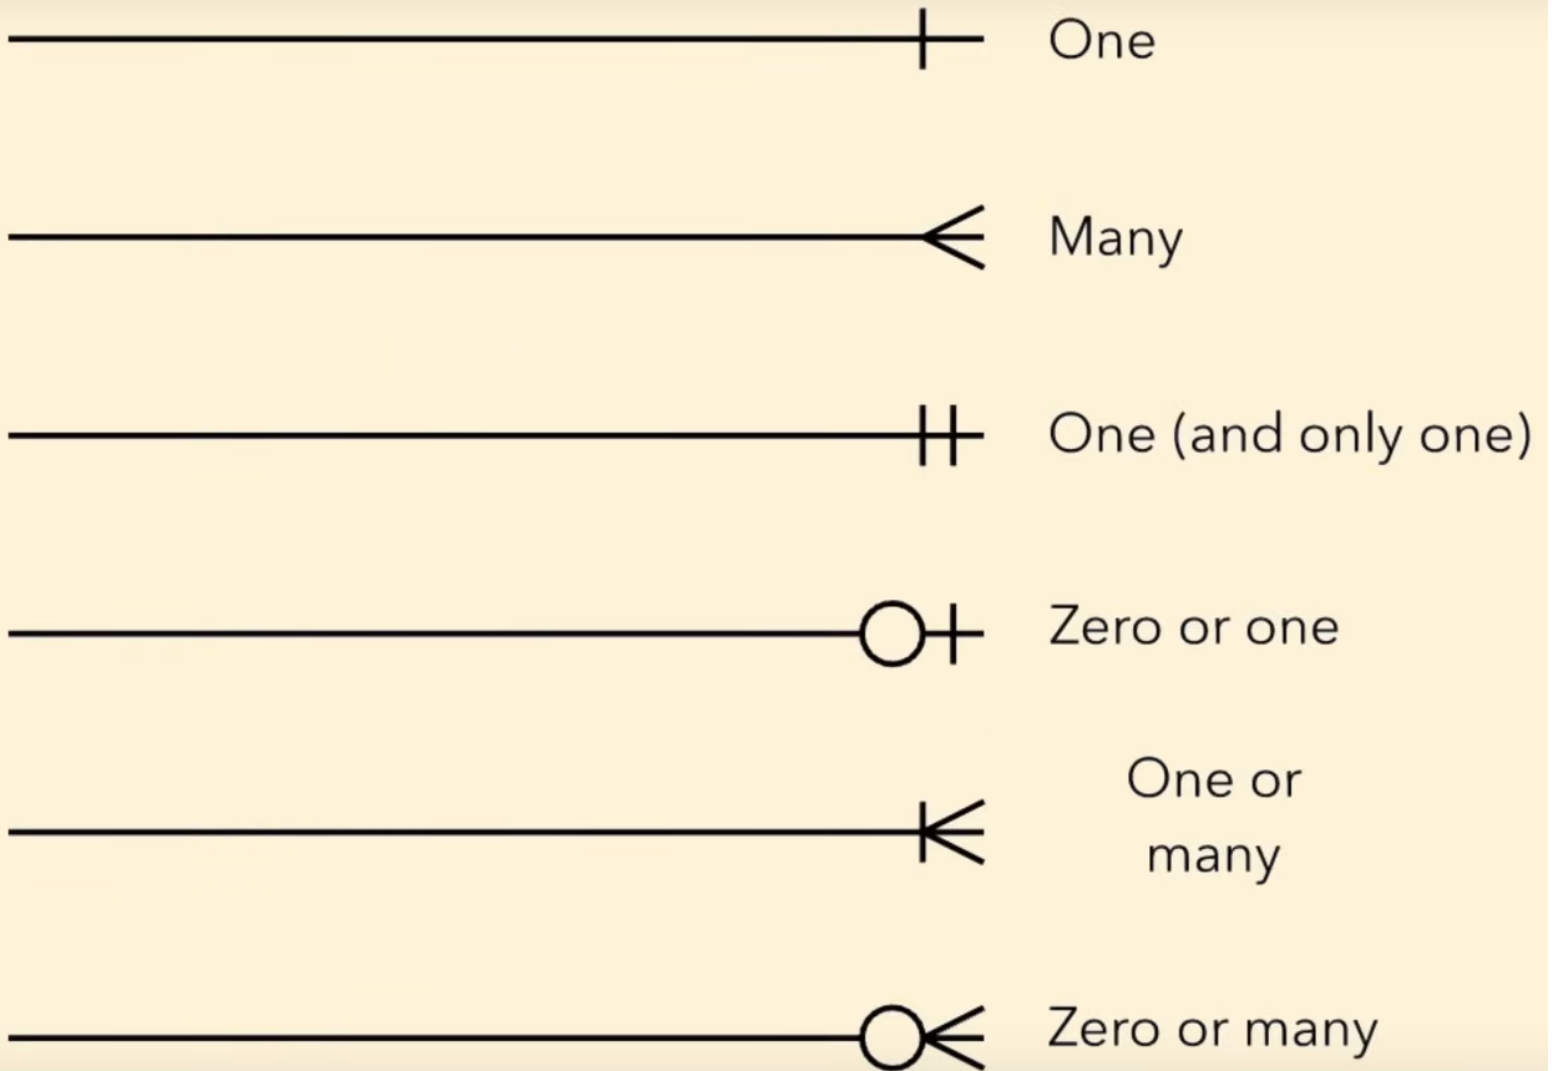 One
Many
One (and only one)
Zero or one
One or
many
Zero or many